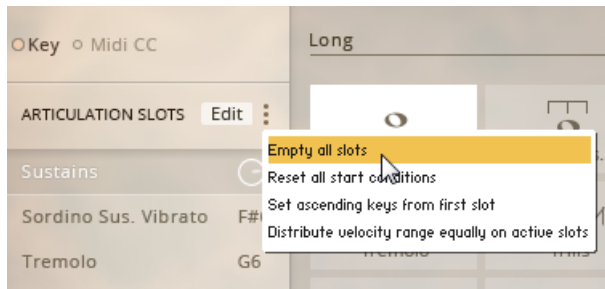 Key Midi CC
Long
ARTICULATION SLOTS Edit
Empty all slots
Sustains
Reset all start conditions
Sordino Sus. Vibrato
Set ascending keys from first slot
Distribute velocity range equally on active slots
Tremolo G6
Tremolo